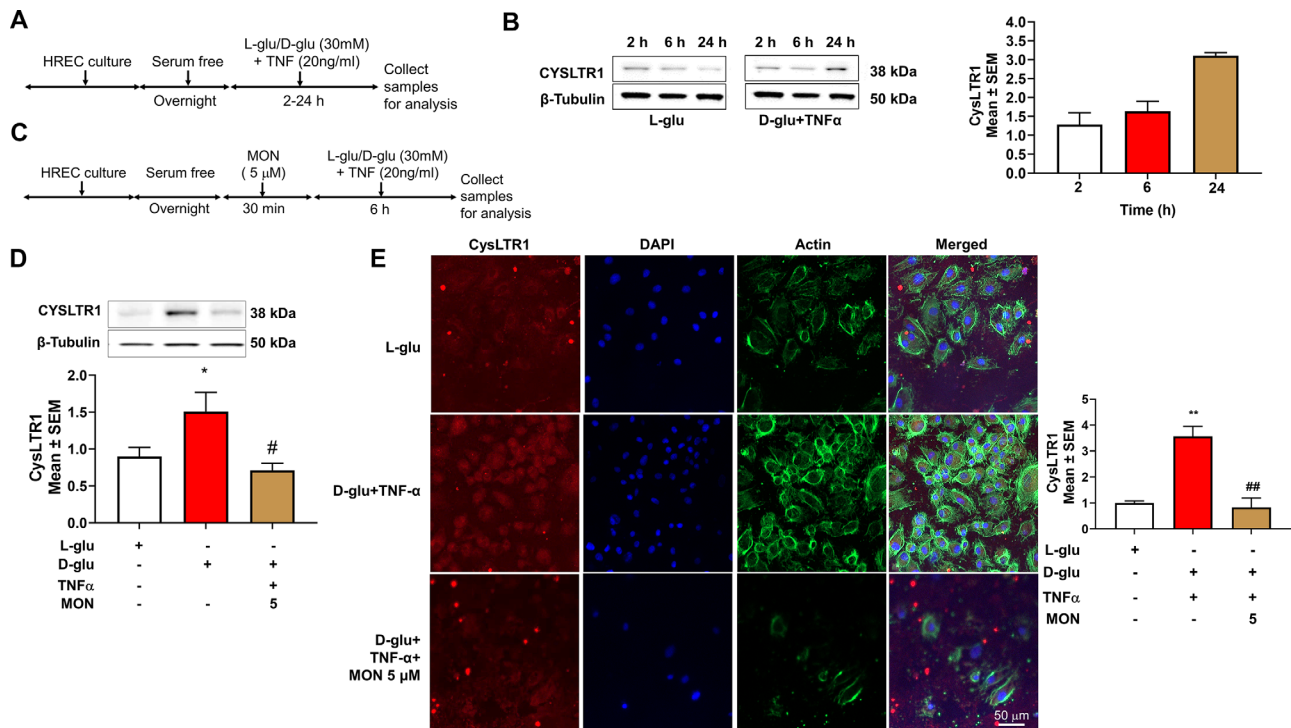 A
HREC culture
Serum free
L-glu/D-glu (30mM)
+ TNF (20ng/ml)
Overnight
2-24 h
Collect
samples
for analysis
B
2 h 6 h 24 h 2 h 6 h 24 h
CYSLTR1
38 kDa
β-Tubulin
50 kDa
L-glu D-glu+TNFα
CysLTR1
Mean ± SEM
4.0
3.5
3.0
2.5
2.0
1.5
1.0
0.5
0.0
2 6 24
Time (h)
C
HREC culture
Serum free
MON
( 5 μM)
L-glu/D-glu (30mM)
+ TNF (20ng/ml)
Overnight
30 min
6 h
Collect
samples
for analysis
D
CYSLTR1
38 kDa
β-Tubulin
50 kDa
CysLTR1
Mean ± SEM
2.0
1.5
1.0
0.5
0.0
*
#
L-glu + - -
D-glu - + +
TNFα - - +
MON - - 5
E
CysLTR1 DAPI Actin Merged
L-glu
D-glu+TNF-α
D-glu+
TNF-α+
MON 5 μM
50 μm
CysLTR1
Mean ± SEM
5
4
3
2
1
0
**
##
L-glu + - -
D-glu - + +
TNFα - + +
MON - - 5